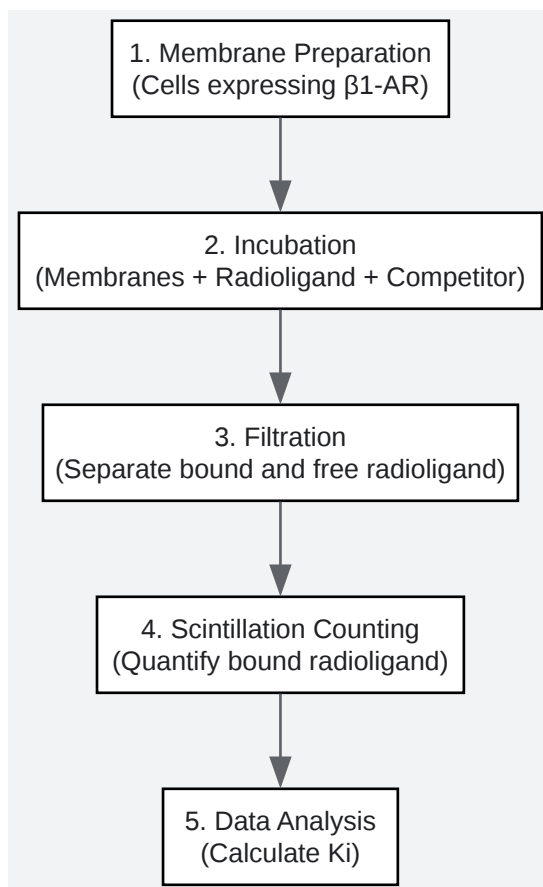 1. Membrane Preparation
(Cells expressing β1-AR)
2. Incubation
(Membranes + Radioligand + Competitor)
3. Filtration
(Separate bound and free radioligand)
4. Scintillation Counting
(Quantify bound radioligand)
5. Data Analysis
(Calculate Ki)